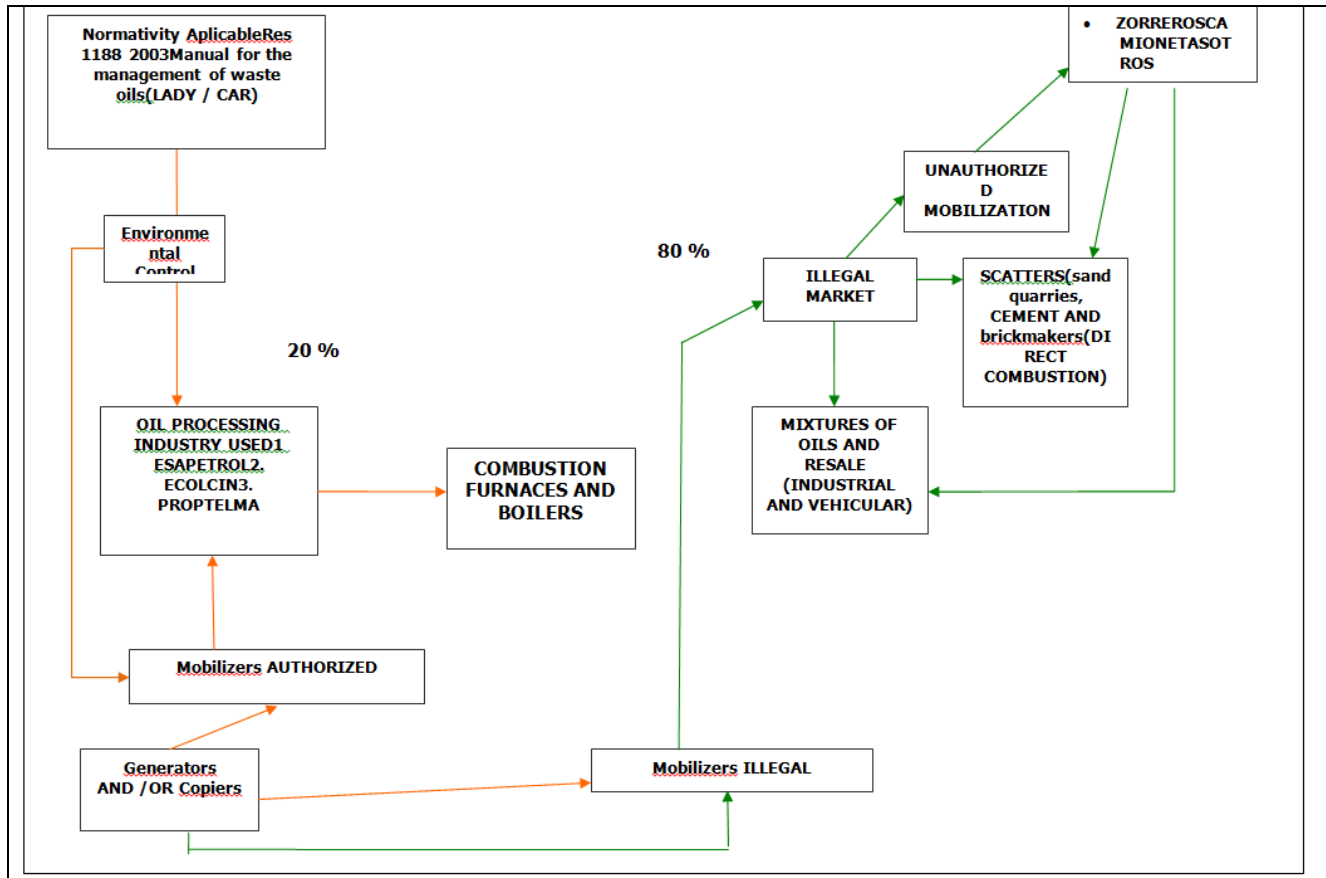 Normativity AplicableRes
1188 2003Manual for the
management of waste
oils(LADY / CAR)
• ZORREROSCA
MIONETASOT
ROS
UNAUTHORIZE
D
MOBILIZATION
Environme
ntal
Control
80 %
ILLEGAL
MARKET
SCATTERS(sand
quarries,
CEMENT AND
brickmakers(DI
RECT
COMBUSTION)
20 %
OIL PROCESSING
INDUSTRY USED1
ESAPETROL2.
ECOLCIN3.
PROPTELMA
COMBUSTION
FURNACES AND
BOILERS
MIXTURES OF
OILS AND
RESALE
(INDUSTRIAL
AND VEHICULAR)
Mobilizers AUTHORIZED
Generators
AND /OR Copiers
Mobilizers ILLEGAL